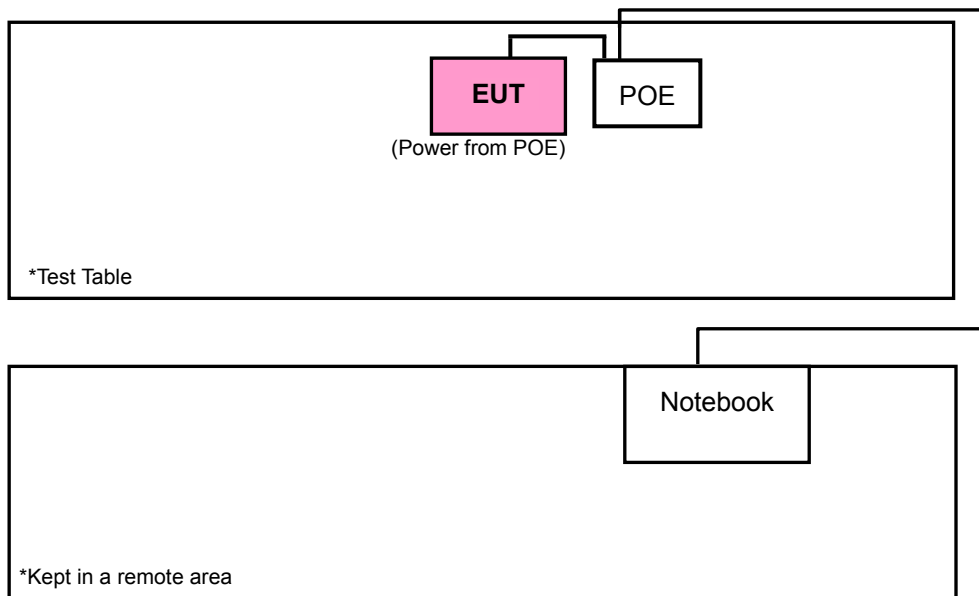 EUT
POE
(Power from POE)
*Test Table
Notebook
*Kept in a remote area